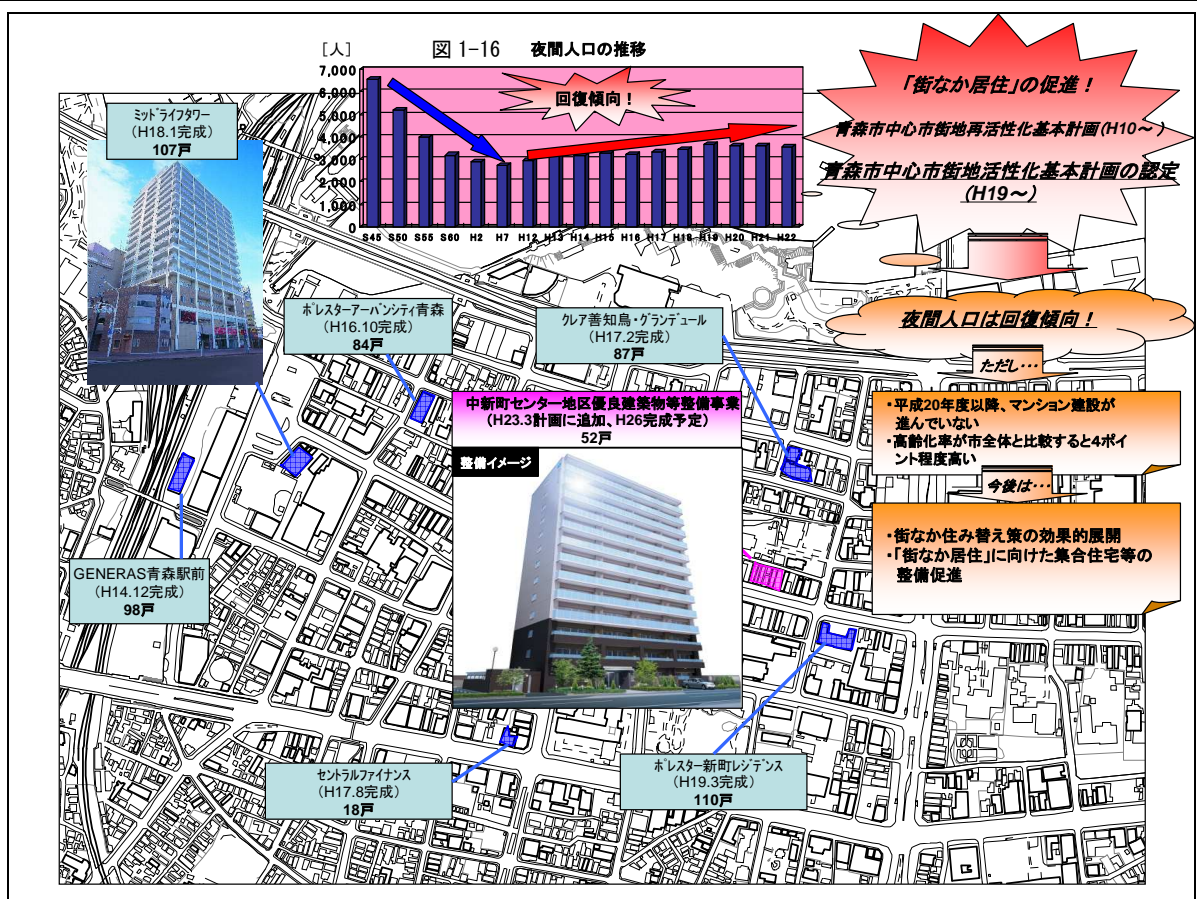 [人]
図 1-16 夜間人口の推移
7,000
6,000
5,000
4,000
3,000
2,000
1,000
0
S45 S50 S55 S60 H2 H7 H12 H13 H14 H15 H16 H17 H18 H19 H20 H21 H22
回復傾向！
「街なか居住」の促進！
青森市中心市街地再活性化基本計画(H10～ )
青森市中心市街地活性化基本計画の認定
(H19～)
夜間人口は回復傾向！
ただし・・・
・平成20年度以降、マンション建設が
進んでいない
・高齢化率が市全体と比較すると4ポイ
ント程度高い
今後は・・・
・街なか住み替え策の効果的展開
・「街なか居住」に向けた集合住宅等の
整備促進
ﾐｯﾄﾞﾗｲﾌﾀﾜｰ
（H18.1完成）
107戸
ﾎﾟﾚｽﾀｰｱｰﾊﾞﾝｼﾃｨ青森
（H16.10完成）
84戸
ｸﾚｱ善知鳥・ｸﾞﾗﾝﾃﾞｭｰﾙ
（H17.2完成）
87戸
中新町センター地区優良建築物等整備事業
（H23.3計画に追加、H26完成予定）
52戸
整備イメージ
GENERAS青森駅前
（H14.12完成）
98戸
ｾﾝﾄﾗﾙﾌｧｲﾅﾝｽ
（H17.8完成）
18戸
ﾎﾟﾚｽﾀｰ新町ﾚｼﾞﾃﾞﾝｽ
（H19.3完成）
110戸